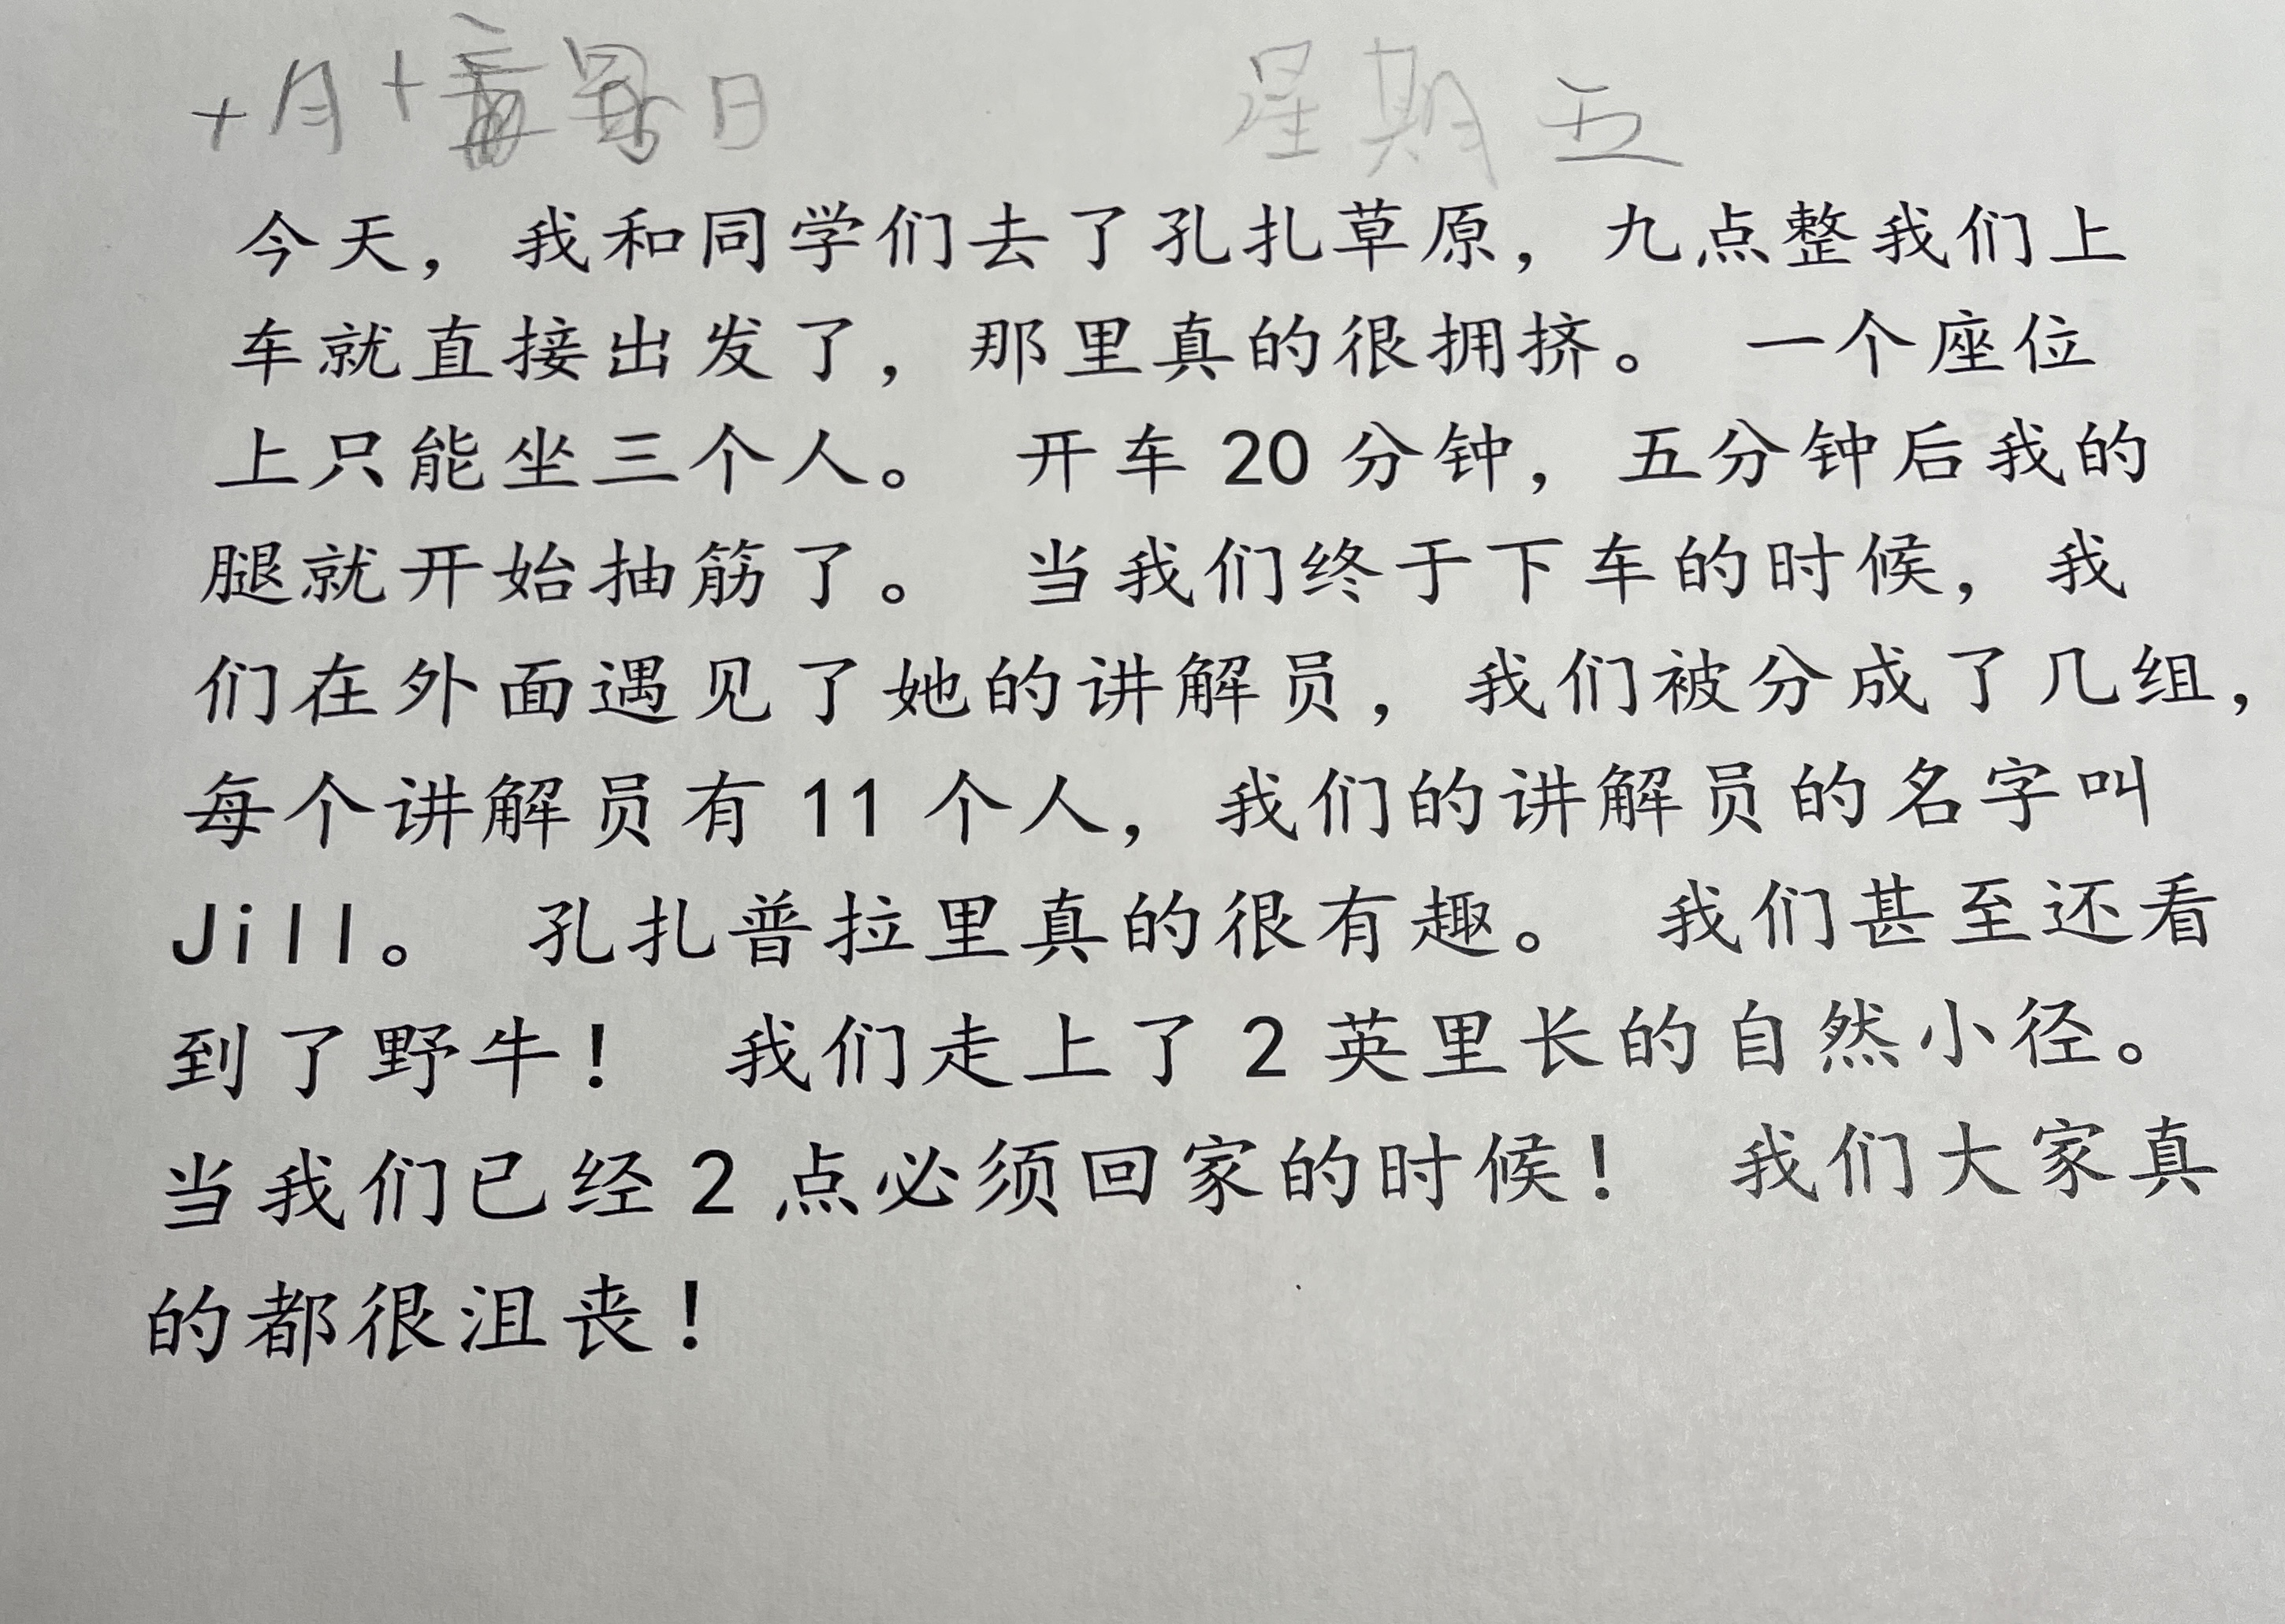 十月十日 星期五
今天，我和同学们去了孔扎草原，九点整我们上
车就直接出发了，那里真的很拥挤。 一个座位
上只能坐三个人。 开车 20 分钟，五分钟后我的
腿就开始抽筋了。 当我们终于下车的时候，我
们在外面遇见了她的讲解员，我们被分成了几组，
每个讲解员有 11 个人，我们的讲解员的名字叫
Jill。 孔扎普拉里真的很有趣。 我们甚至还看
到了野牛！ 我们走上了 2 英里长的自然小径。
当我们已经 2 点必须回家的时候！ 我们大家真
的都很沮丧！